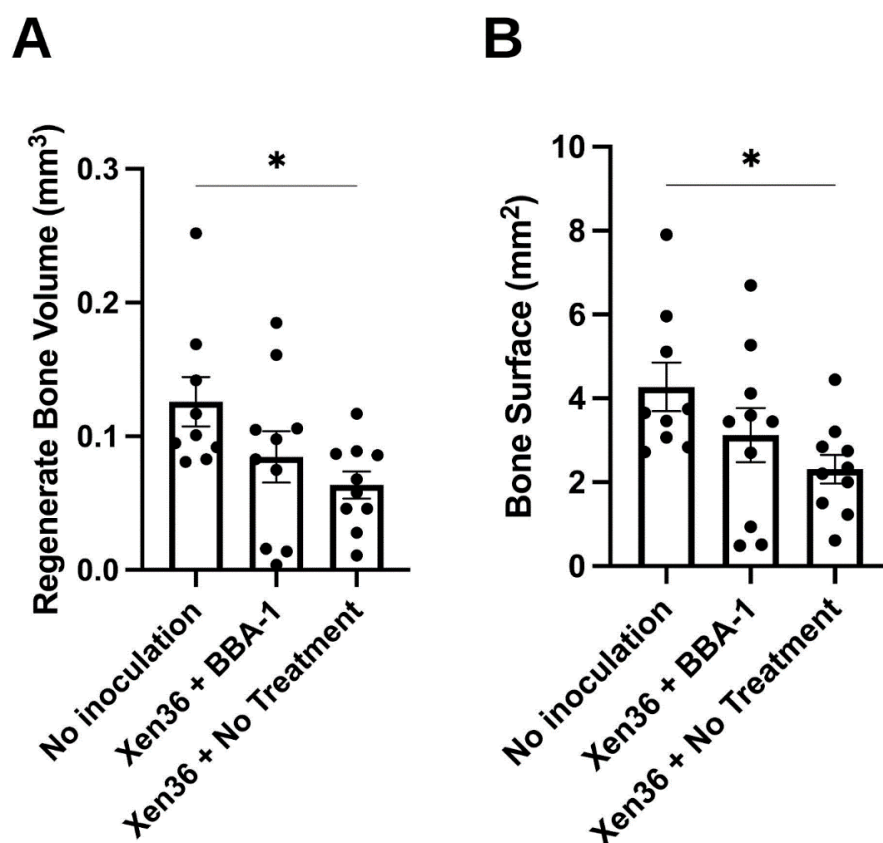 A
Regenerate Bone Volume (mm³)
0.3
0.2
0.1
0.0
*
No inoculation
Xen36 + BBA-1
Xen36 + No Treatment
B
Bone Surface (mm²)
10
8
6
4
2
0
*
No inoculation
Xen36 + BBA-1
Xen36 + No Treatment